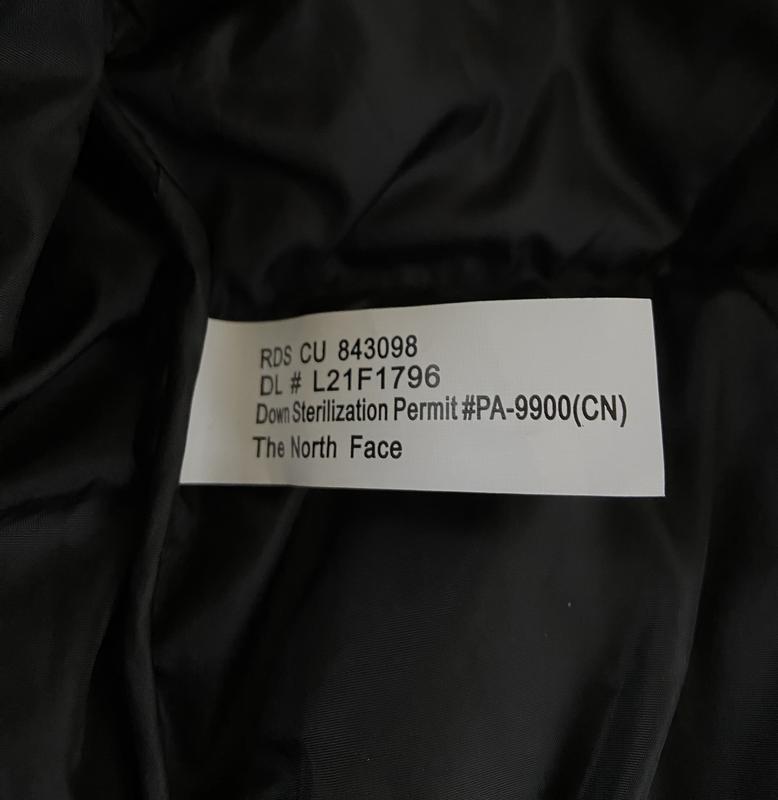 RDS CU 843098
DL # L21F1796
Down Sterilization Permit #PA-9900(CN)
The North Face